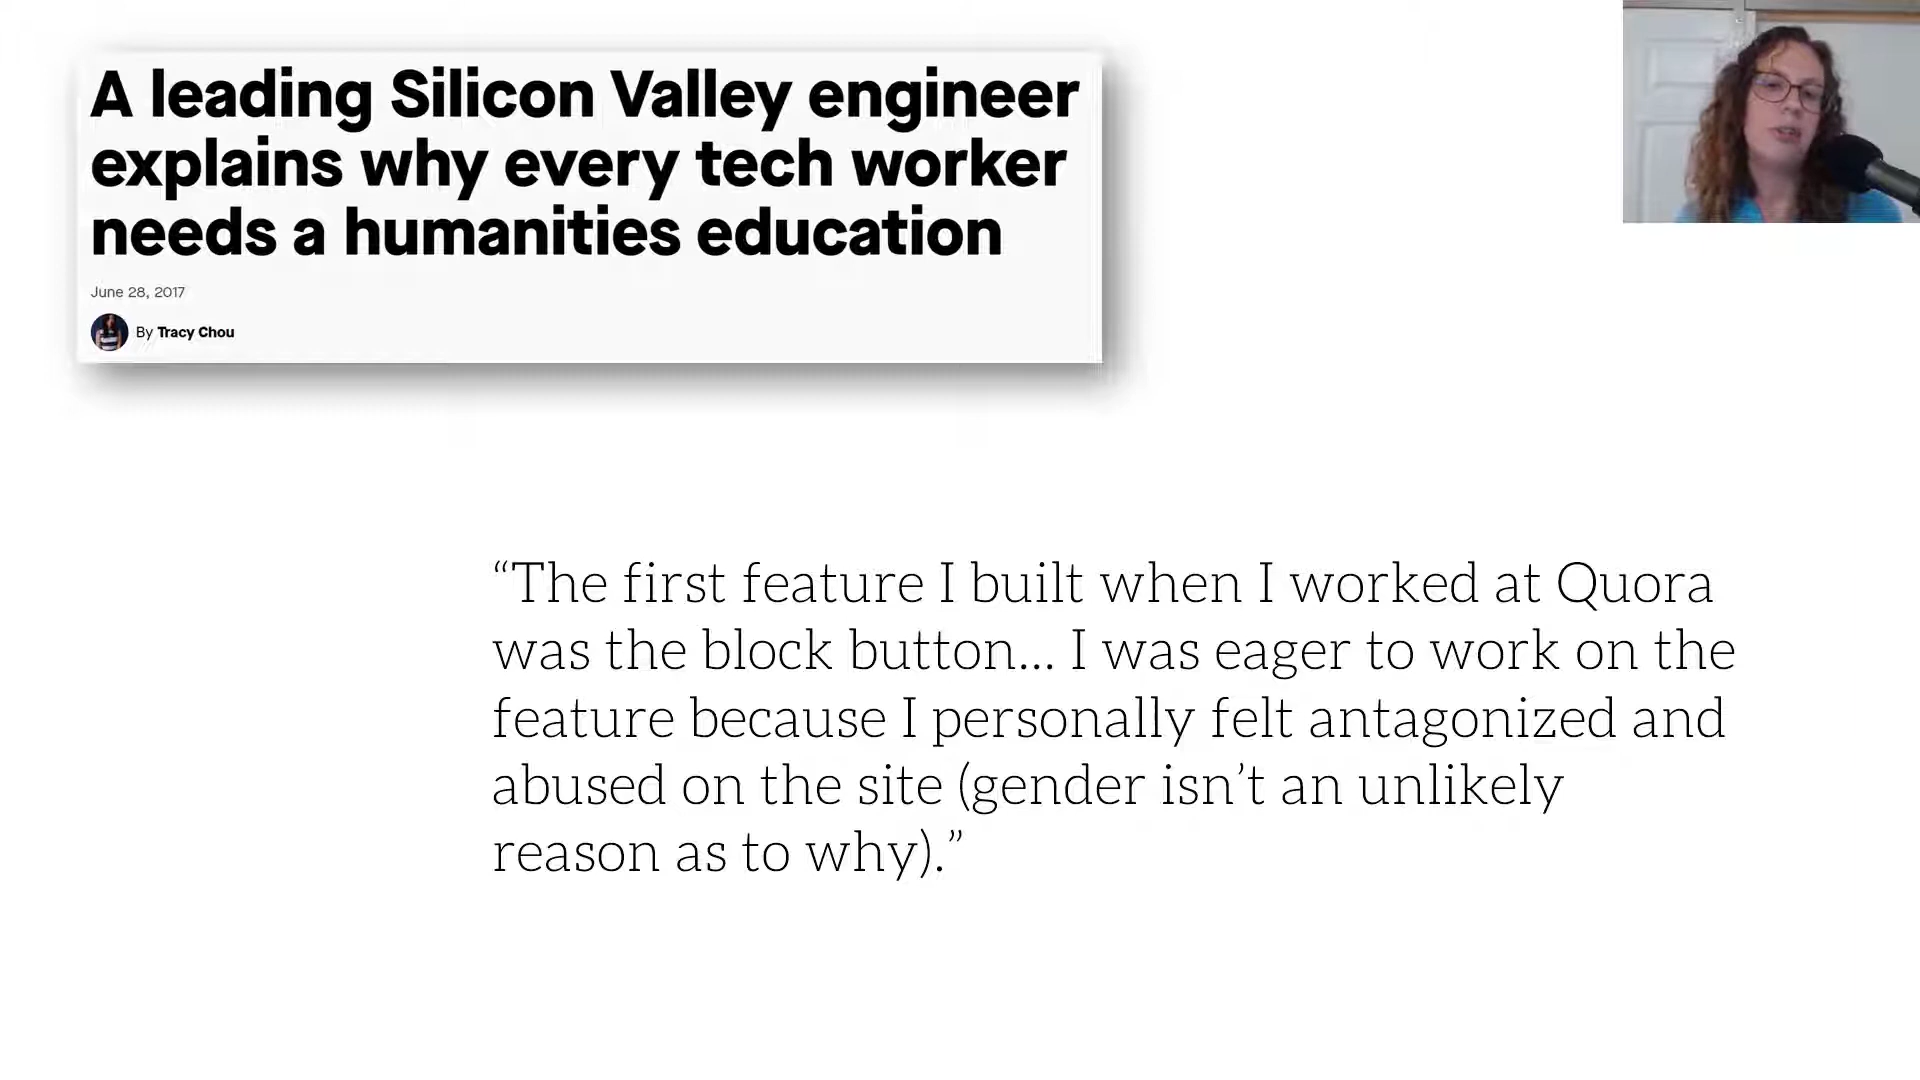 A leading Silicon Valley engineer
explains why every tech worker
needs a humanities education
June 28, 2017
By Tracy Chou
“The first feature I built when I worked at Quora
was the block button... I was eager to work on the
feature because I personally felt antagonized and
abused on the site (gender isn’t an unlikely
reason as to why).”